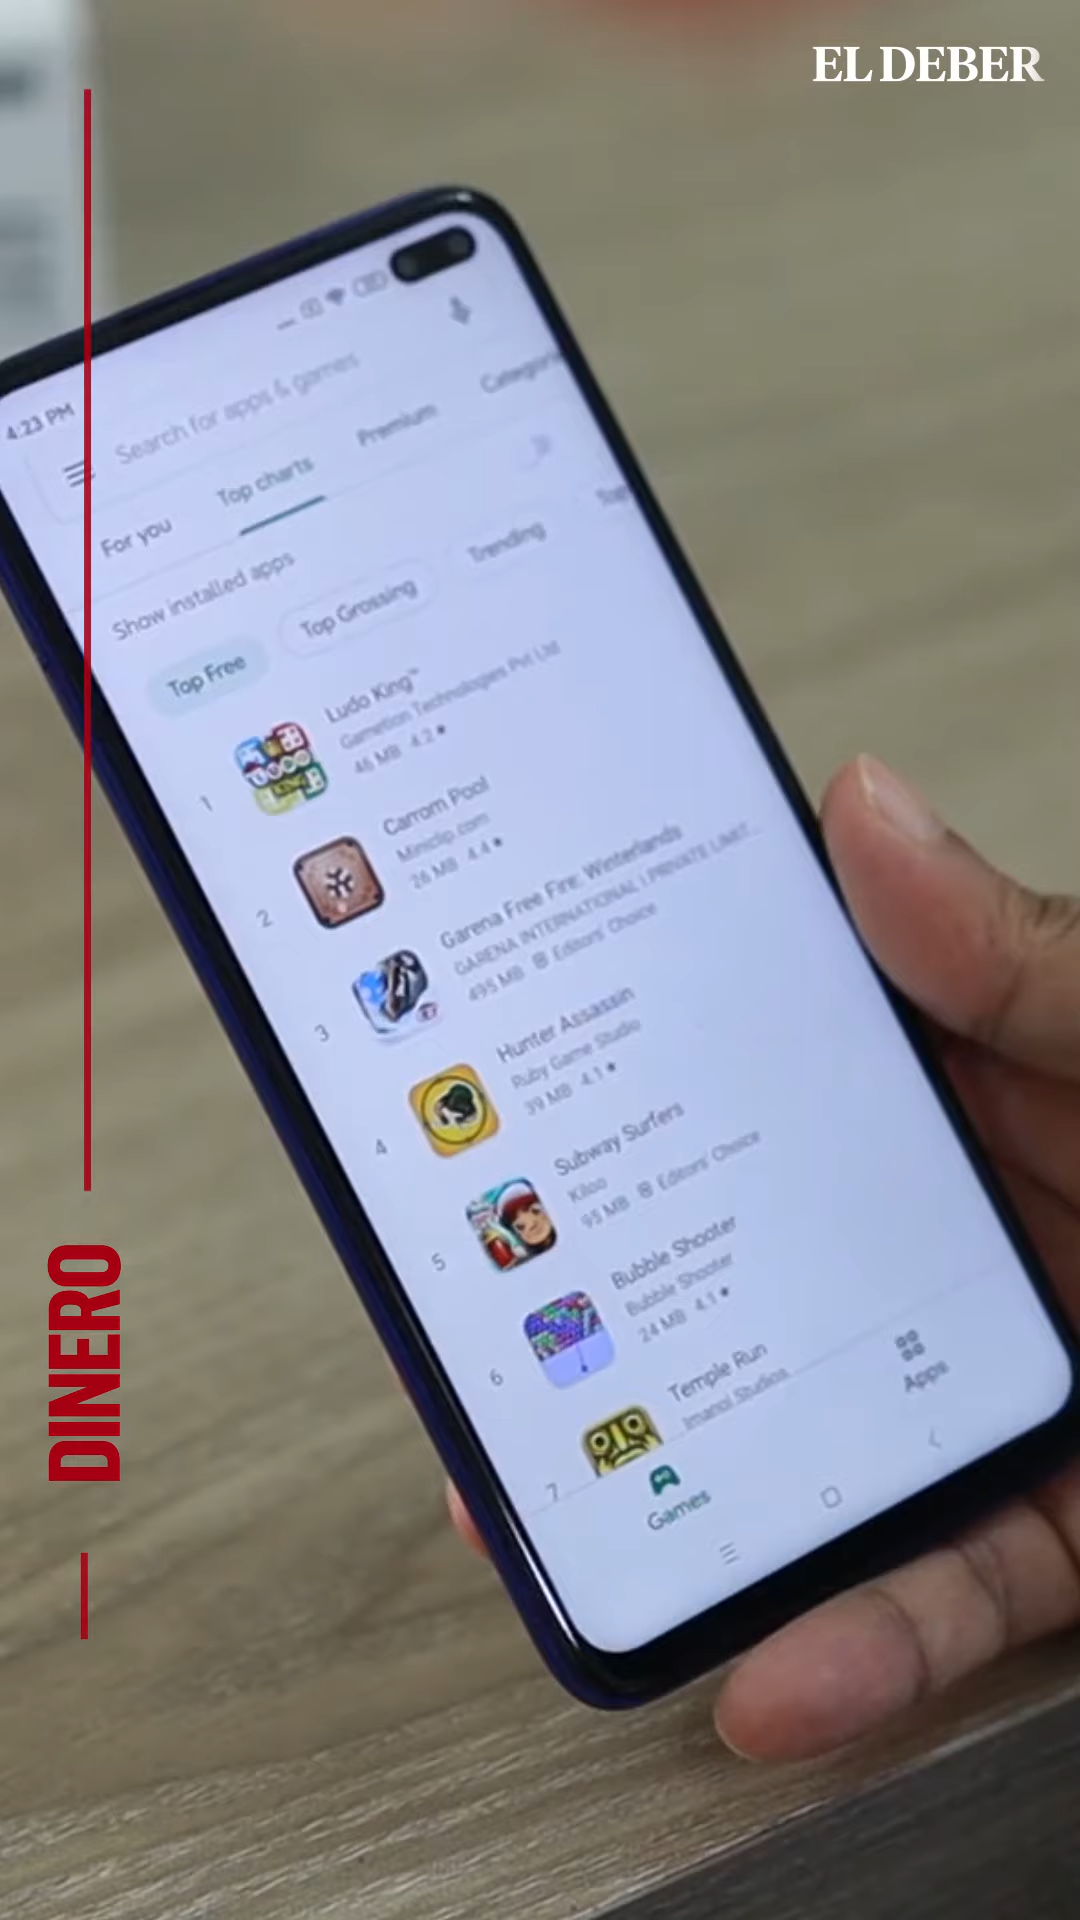 EL DEBER
4:23 PM
Search for apps & games
For you
Top charts
Premium
Show installed apps
Top Free
Top Grossing
Trending
1
Ludo King™
Gametion Technologies Pvt Ltd
46 MB 4.2★
2
Carrom Pool
Miniclip.com
26 MB 4.4★
3
Garena Free Fire: Winterlands
GARENA INTERNATIONAL I PRIVATE LIMIT...
495 MB Editors' Choice
4
Hunter Assassin
Ruby Game Studio
39 MB 4.1★
5
Subway Surfers
Kiloo
95 MB Editors' Choice
6
Bubble Shooter
Bubble Shooter
24 MB 4.1★
7
Temple Run
Imangi Studios
Games
Apps
DINERO